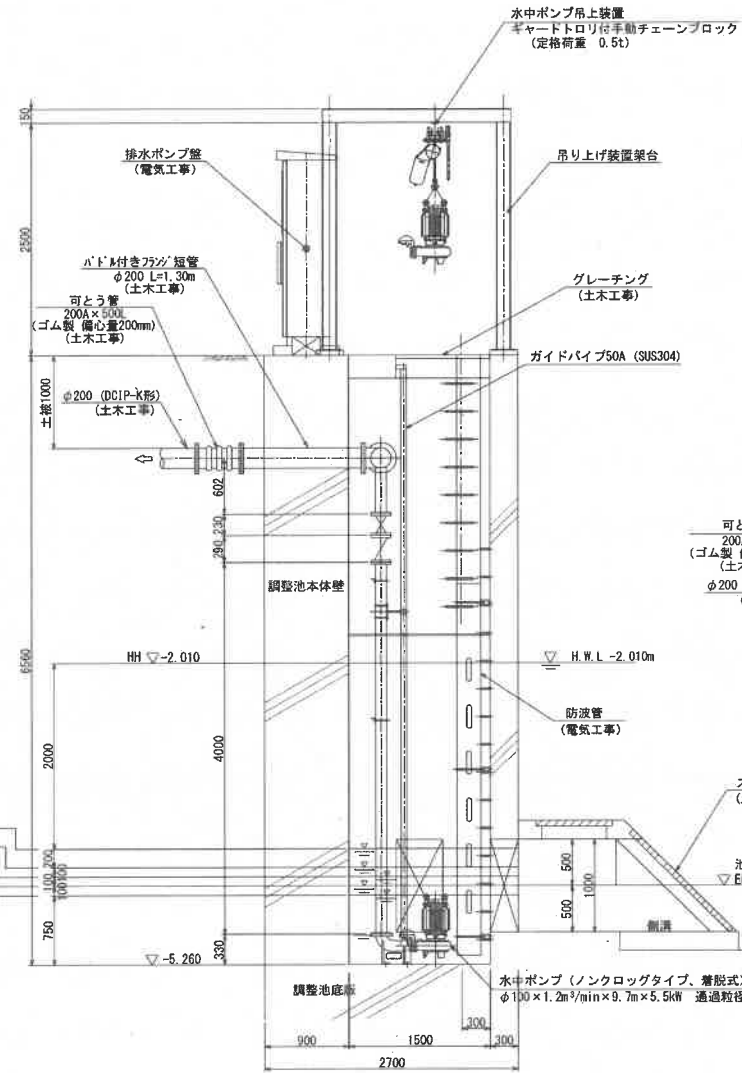 水中ポンプ吊上装置
ギャードトロリ付手動チェーンブロック
(定格荷重 0.5t)
150
排水ポンプ盤
(電気工事)
吊り上げ装置架台
2500
パドル付きフランジ短管
φ200 L=1.30m
(土木工事)
グレーチング
(土木工事)
可とう管
200A×500L
(ゴム製 偏心量200mm)
(土木工事)
ガイドパイプ50A (SUS304)
土被1000
φ200 (DCIP-K形)
(土木工事)
602
230
290
可と
200
(ゴム製
(土木
φ200
調整池本体壁
6560
HH ▽-2.010
▽ H.W.L -2.010m
防波管
(電気工事)
2000
4000
200
100
100
100
750
330
500
500
1000
池
▽
側溝
▽-5.260
調整池底版
水中ポンプ (ノンクロッグタイプ、着脱式)
φ100×1.2m³/min×9.7m×5.5kW 通過粒径
300
900
1500
300
2700